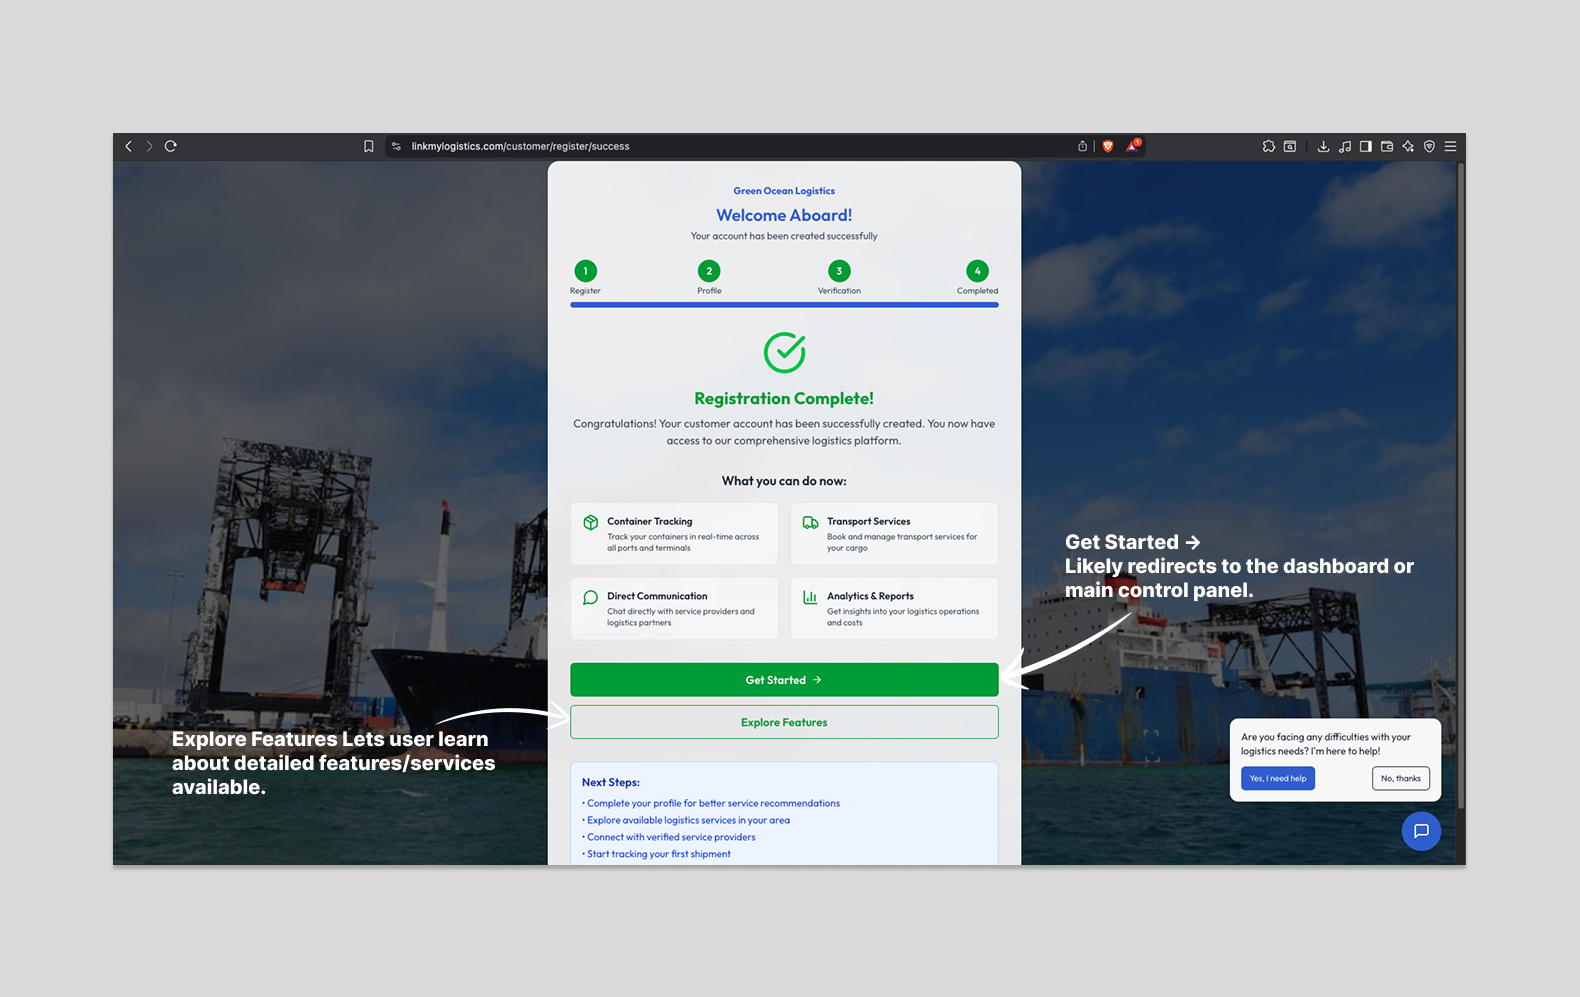 linkmylogistics.com/customer/register/success
1
Green Ocean Logistics
Welcome Aboard!
Your account has been created successfully
1 2 3 4
Register Profile Verification Completed
Registration Complete!
Congratulations! Your customer account has been successfully created. You now have
access to our comprehensive logistics platform.
What you can do now:
Container Tracking
Track your containers in real-time across
all ports and terminals
Transport Services
Book and manage transport services for
your cargo
Direct Communication
Chat directly with service providers and
logistics partners
Analytics & Reports
Get insights into your logistics operations
and costs
Get Started →
Likely redirects to the dashboard or
main control panel.
Get Started →
Explore Features
Explore Features Lets user learn
about detailed features/services
available.
Next Steps:
• Complete your profile for better service recommendations
• Explore available logistics services in your area
• Connect with verified service providers
• Start tracking your first shipment
Are you facing any difficulties with your
logistics needs? I'm here to help!
Yes, I need help
No, thanks